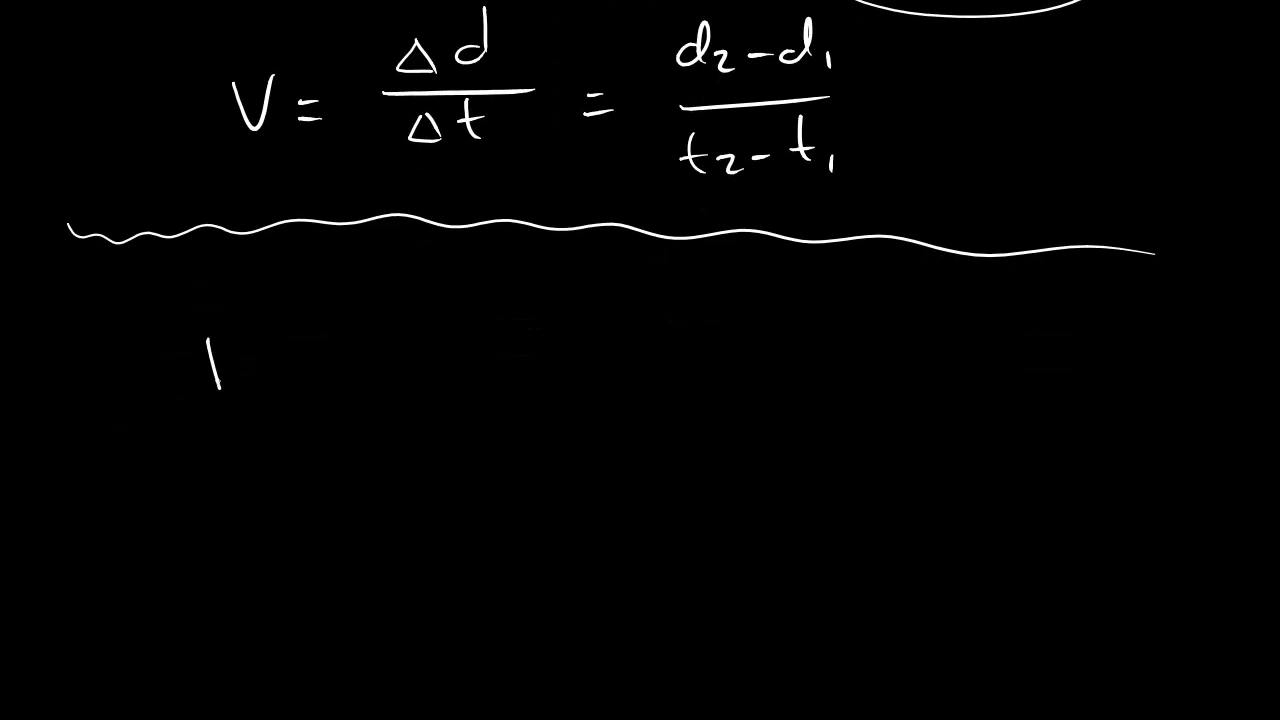 V = Δd/Δt = d₂-d₁/t₂-t₁